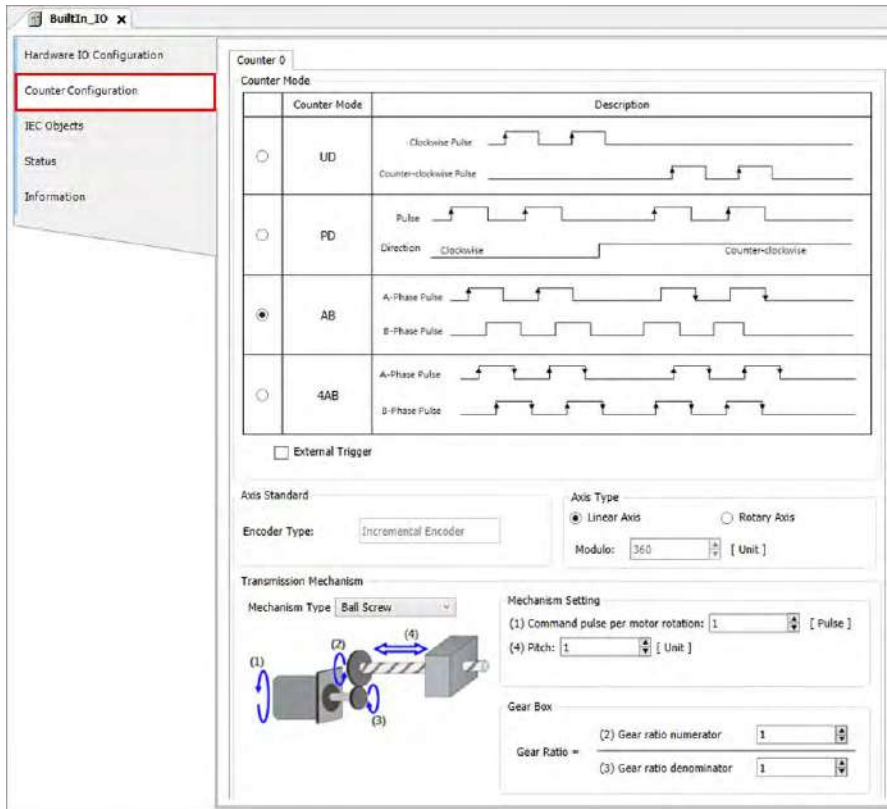 BuiltIn_IO x
Hardware IO Configuration
Counter Configuration
IEC Objects
Status
Information
Counter 0
Counter Mode
Counter Mode Description
UD
Clockwise Pulse
Counter-clockwise Pulse
PD
Pulse
Direction Clockwise Counter-clockwise
AB
A-Phase Pulse
B-Phase Pulse
4AB
A-Phase Pulse
B-Phase Pulse
External Trigger
Axis Standard
Encoder Type: Incremental Encoder
Axis Type
Linear Axis Rotary Axis
Modulo: 360 [ Unit ]
Transmission Mechanism
Mechanism Type Ball Screw
(1)
(2)
(4)
(3)
Mechanism Setting
(1) Command pulse per motor rotation: 1 [ Pulse ]
(4) Pitch: 1 [ Unit ]
Gear Box
Gear Ratio =
(2) Gear ratio numerator 1
(3) Gear ratio denominator 1